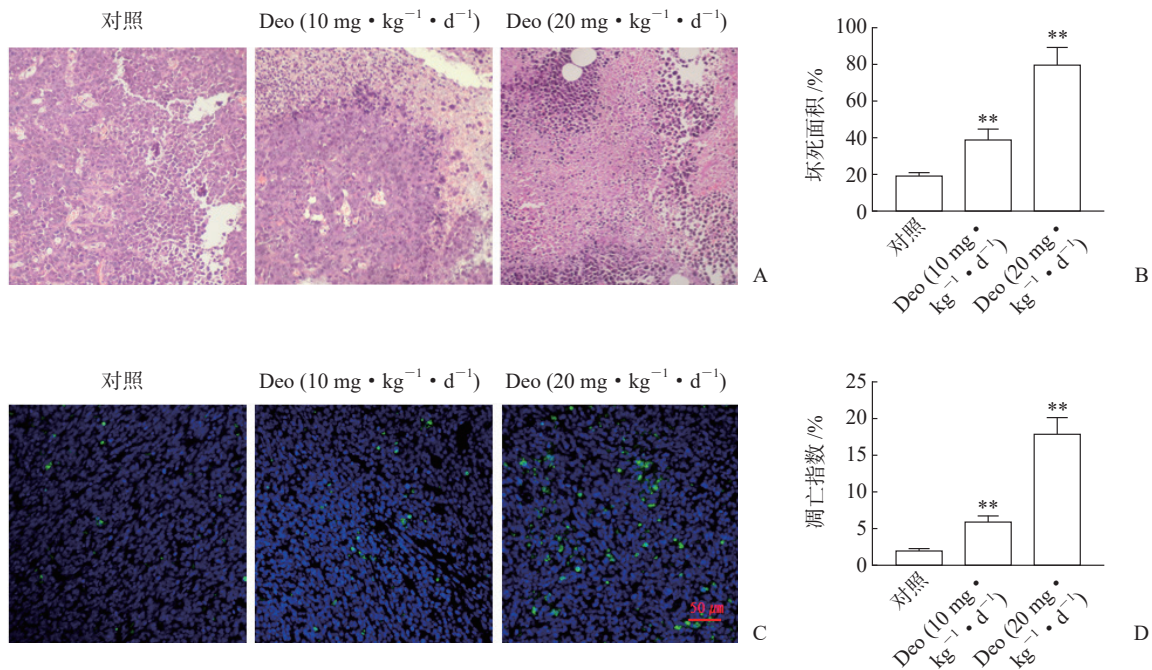 对照
Deo (10 mg・kg⁻¹・d⁻¹)
Deo (20 mg・kg⁻¹・d⁻¹)
A
坏死面积 /%
100
80
60
40
20
0
**
**
对照
Deo (10 mg・
kg⁻¹・d⁻¹)
Deo (20 mg・
kg⁻¹・d⁻¹)
B
对照
Deo (10 mg・kg⁻¹・d⁻¹)
Deo (20 mg・kg⁻¹・d⁻¹)
50 μm
C
凋亡指数 /%
25
20
15
10
5
0
**
**
对照
Deo (10 mg・
kg⁻¹・d⁻¹)
Deo (20 mg・
kg⁻¹・d⁻¹)
D